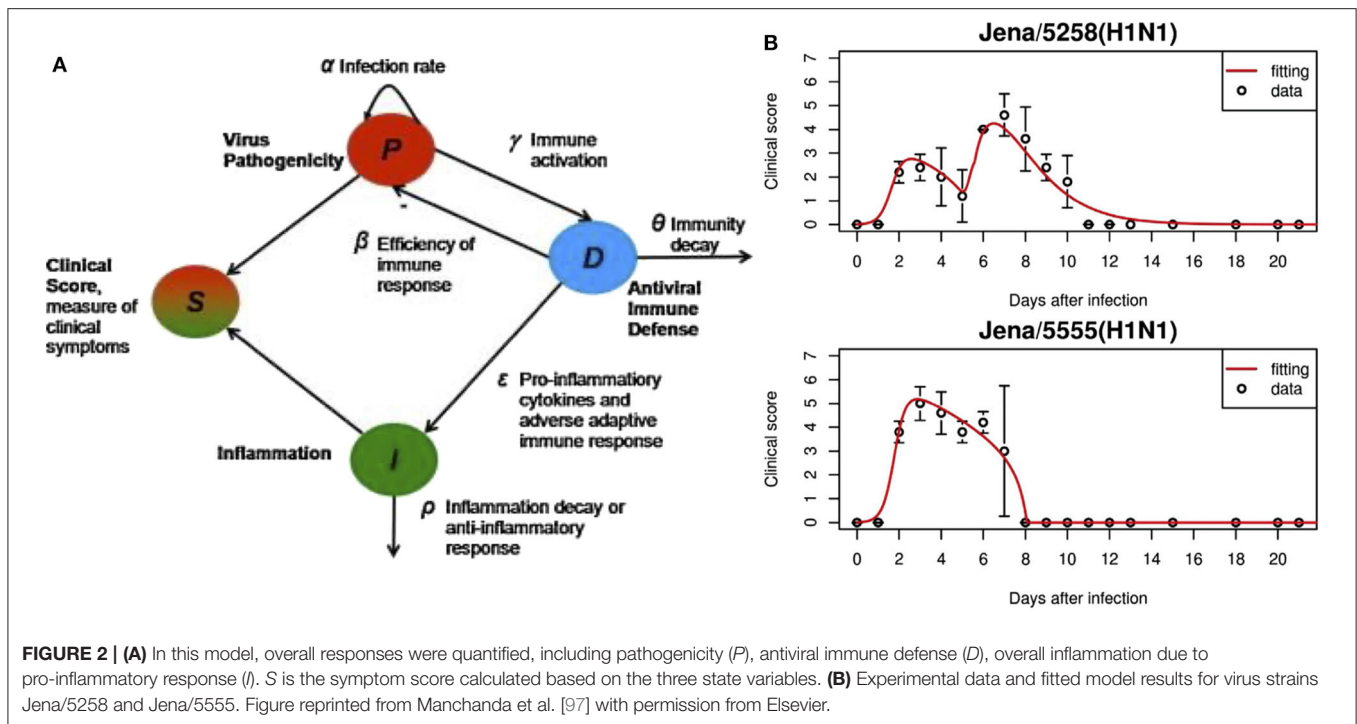 A
α Infection rate
Virus
Pathogenicity
P
γ Immune
activation
-
β Efficiency of
immune
response
θ Immunity
decay
D
Antiviral
Immune
Defense
Clinical
Score,
measure of
clinical
symptoms
S
ε Pro-inflammatiory
cytokines and
adverse adaptive
immune response
Inflammation
I
ρ Inflammation decay or
anti-inflammatory
response
B
Jena/5258(H1N1)
Clinical score
7
6
5
4
3
2
1
0
fitting
data
0 2 4 6 8 10 12 14 16 18 20
Days after infection
Jena/5555(H1N1)
Clinical score
7
6
5
4
3
2
1
0
fitting
data
0 2 4 6 8 10 12 14 16 18 20
Days after infection
FIGURE 2 | (A) In this model, overall responses were quantified, including pathogenicity (P), antiviral immune defense (D), overall inflammation due to
pro-inflammatory response (I). S is the symptom score calculated based on the three state variables. (B) Experimental data and fitted model results for virus strains
Jena/5258 and Jena/5555. Figure reprinted from Manchanda et al. [97] with permission from Elsevier.